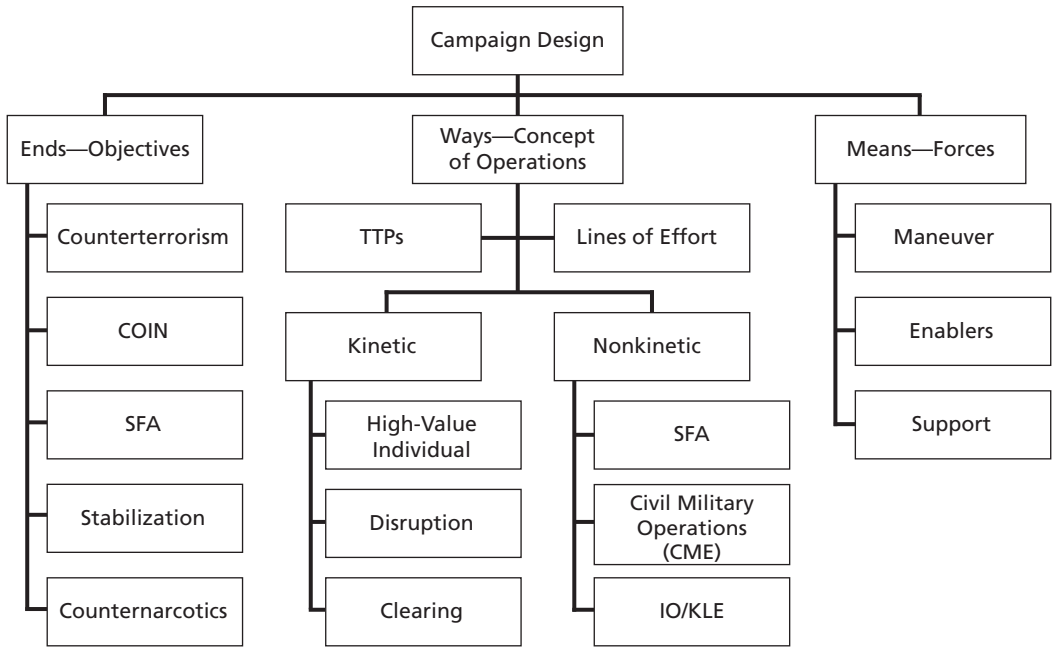 Campaign Design
Ends—Objectives
Ways—Concept
of Operations
Means—Forces
Counterterrorism
COIN
SFA
Stabilization
Counternarcotics
TTPs
Lines of Effort
Kinetic
Nonkinetic
High-Value
Individual
Disruption
Clearing
SFA
Civil Military
Operations
(CME)
IO/KLE
Maneuver
Enablers
Support